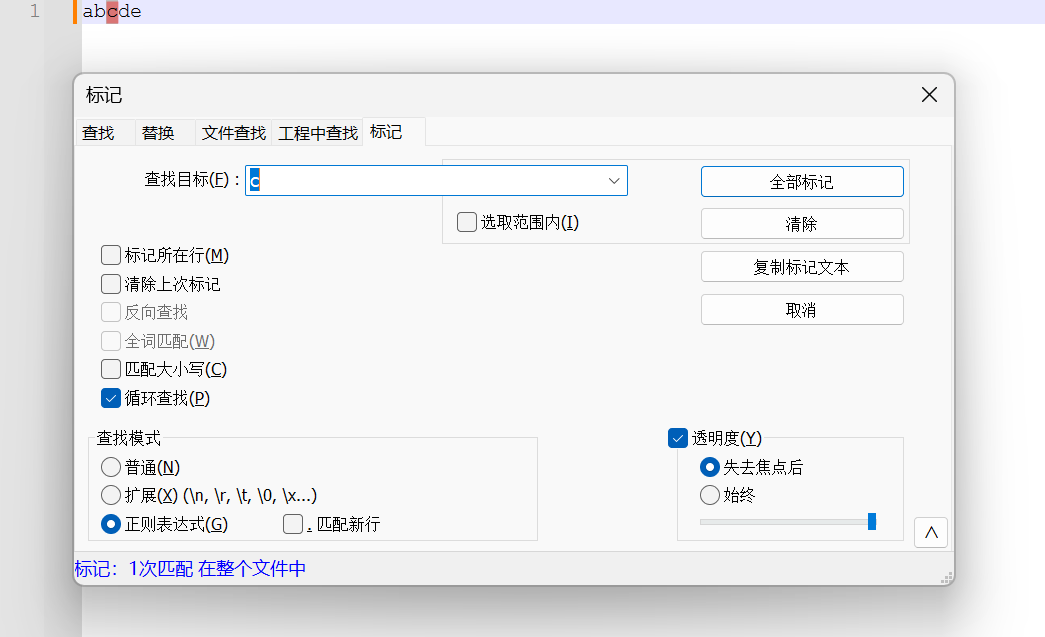 1 abcde
标记
查找 替换 文件查找 工程中查找 标记
查找目标(F)： c
全部标记
选取范围内(I)
清除
标记所在行(M)
复制标记文本
清除上次标记
取消
反向查找
全词匹配(W)
匹配大小写(C)
循环查找(P)
查找模式
透明度(Y)
普通(N)
失去焦点后
扩展(X) (\n, \r, \t, \0, \x...)
始终
正则表达式(G) . 匹配新行
标记：1次匹配 在整个文件中